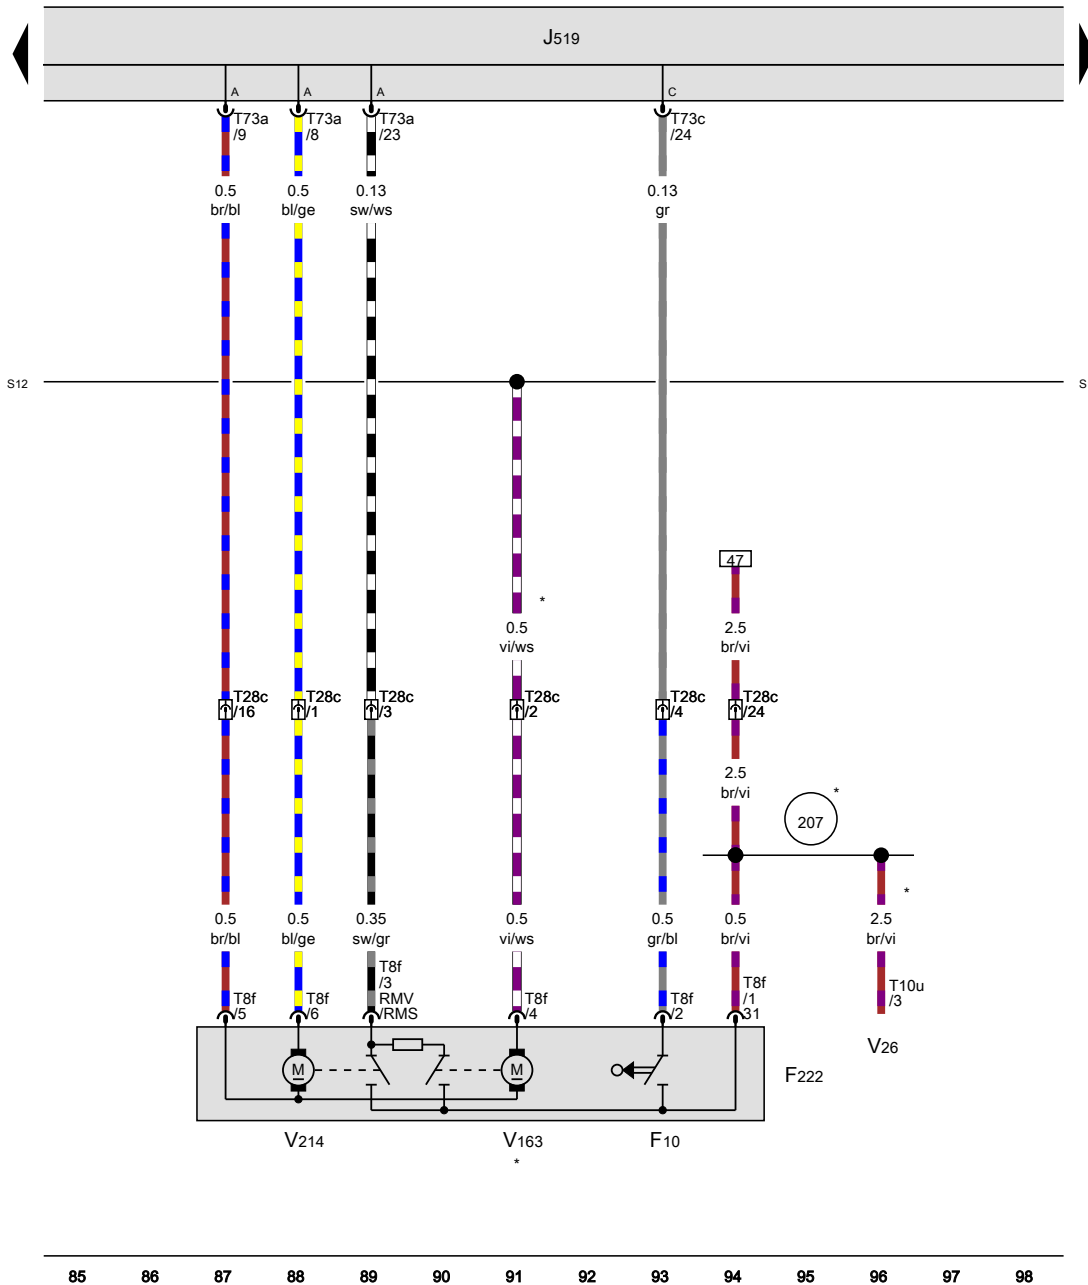 J519
A A A C
T73a /9
T73a /8
T73a /23
T73c /24
0.5 br/bl
0.5 bl/ge
0.13 sw/ws
0.13 gr
S12
S
47
*
0.5 vi/ws
2.5 br/vi
T28c /16
T28c /1
T28c /3
T28c /2
T28c /4
T28c /24
2.5 br/vi
207
*
0.5 br/bl
0.5 bl/ge
0.35 sw/gr
0.5 vi/ws
0.5 gr/bl
0.5 br/vi
2.5 br/vi
*
T8f /5
T8f /6
T8f /3 RMV /RMS
T8f /4
T8f /2
T8f /1 31
T10u /3
V26
M
M
F222
V214
V163
*
F10
85 86 87 88 89 90 91 92 93 94 95 96 97 98